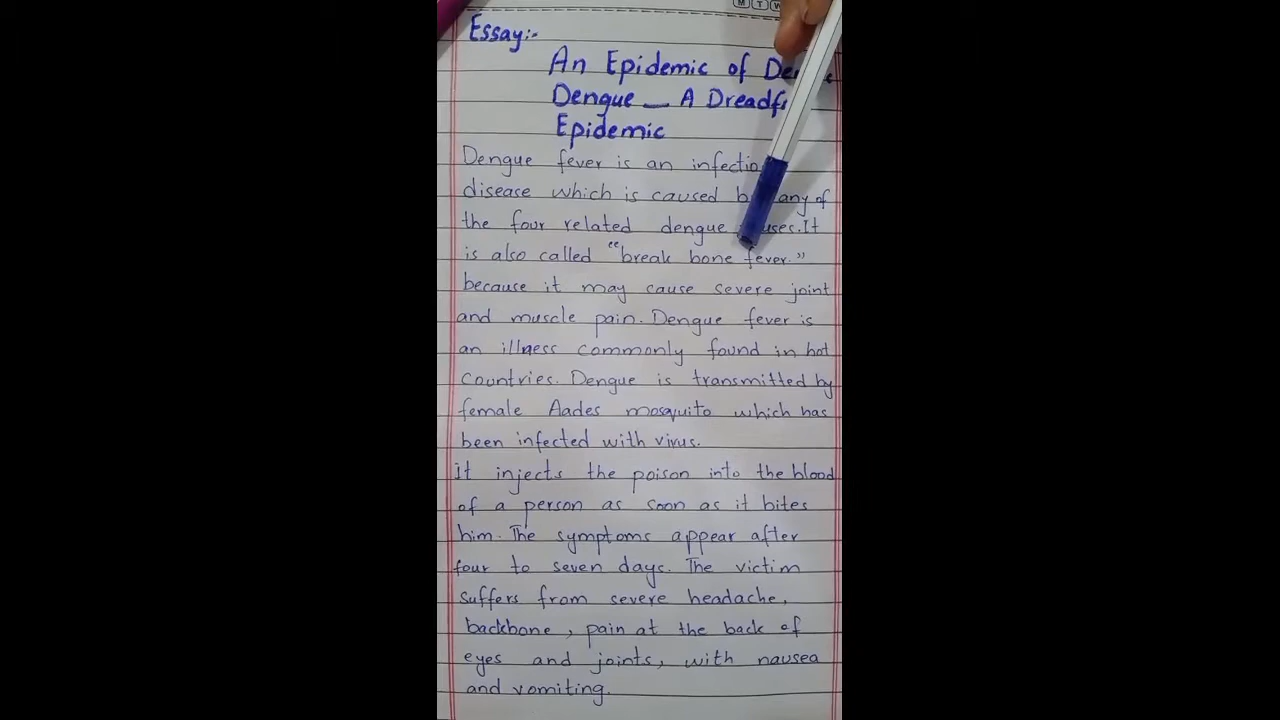 M T W
Essay:-
An Epidemic of
Dengue — A
Epidemic
Dengue fever is an
disease which is caused any of
the four related dengue It
is also called "break bone fever."
because it may cause severe joint
and muscle pain. Dengue fever is
an illness commonly found in hot
countries. Dengue is transmitted by
female Aades mosquito which has
been infected with virus.
It injects the poison into the blood
of a person as soon as it bites
him. The symptoms appear after
four to seven days. The victim
suffers from severe headache,
backbone, pain at the back of
eyes and joints, with nausea
and vomiting.